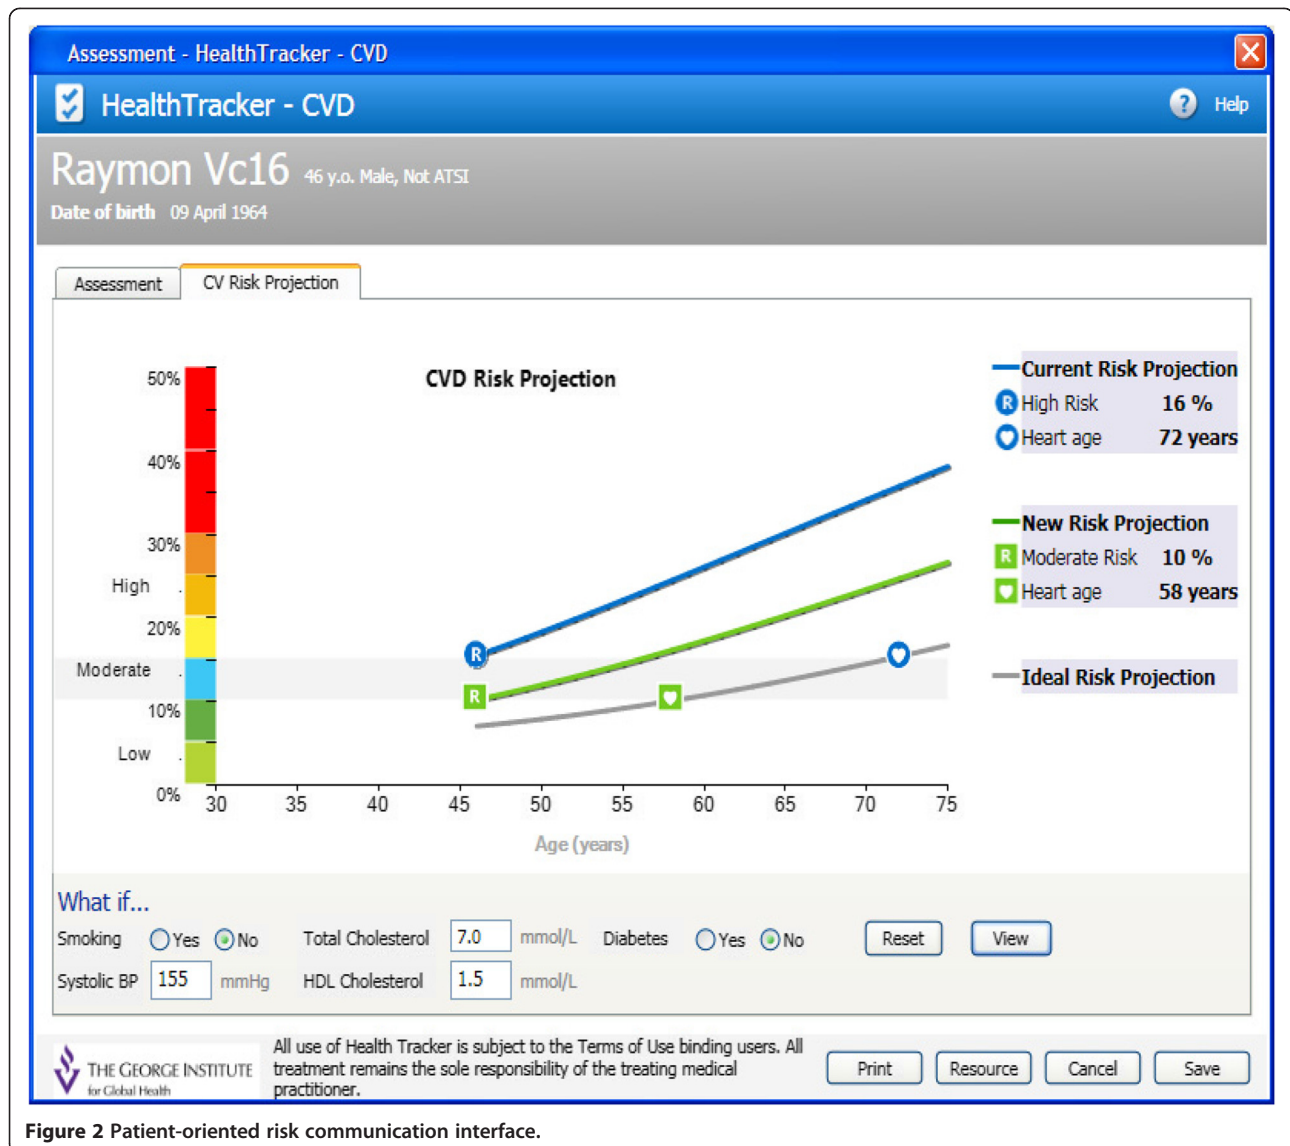 Assessment - HealthTracker - CVD
HealthTracker - CVD
? Help
Raymon Vc16 46 y.o. Male, Not ATSI
Date of birth 09 April 1964
Assessment
CV Risk Projection
CVD Risk Projection
50%
40%
30%
High
20%
Moderate
10%
Low
0%
30 35 40 45 50 55 60 65 70 75
Age (years)
R
R
Current Risk Projection
R High Risk 16 %
Heart age 72 years
New Risk Projection
R Moderate Risk 10 %
Heart age 58 years
Ideal Risk Projection
What if...
Smoking Yes No Total Cholesterol 7.0 mmol/L Diabetes Yes No Reset View
Systolic BP 155 mmHg HDL Cholesterol 1.5 mmol/L
THE GEORGE INSTITUTE
for Global Health
All use of Health Tracker is subject to the Terms of Use binding users. All
treatment remains the sole responsibility of the treating medical
practitioner.
Print Resource Cancel Save
Figure 2 Patient-oriented risk communication interface.